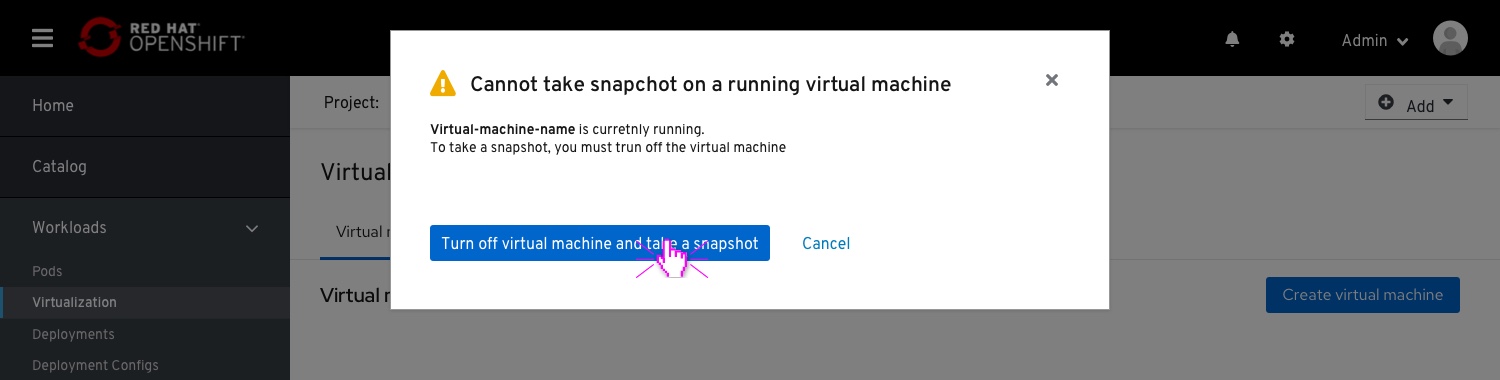 RED HAT
OPENSHIFT
Admin
Home
Project:
Add
Catalog
Virtual
Workloads
Virtual
Pods
Virtualization
Virtual
Create virtual machine
Deployments
Deployment Configs
Cannot take snapchot on a running virtual machine
Virtual-machine-name is curretnly running.
To take a snapshot, you must trun off the virtual machine
Turn off virtual machine and take a snapshot
Cancel